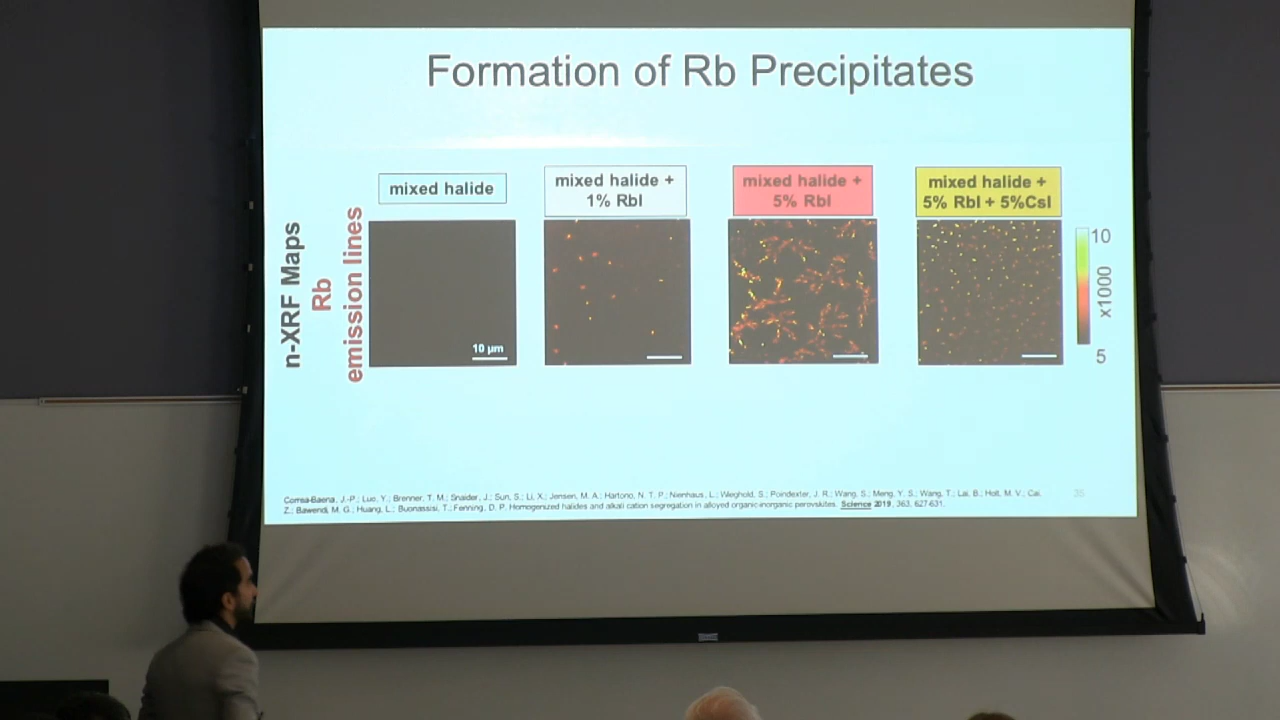 Formation of Rb Precipitates
mixed halide
mixed halide +
1% RbI
mixed halide +
5% RbI
mixed halide +
5% RbI + 5%CsI
n-XRF Maps
Rb
emission lines
10 µm
10
x1000
5
Correa-Baena, J.-P.; Luo, Y.; Brenner, T. M.; Snaider, J.; Sun, S.; Li, X.; Jensen, M. A.; Hartono, N. T. P.; Nienhaus, L.; Wieghold, S.; Poindexter, J. R.; Wang, S.; Meng, Y. S.; Wang, T.; Lai, B.; Holt, M. V.; Cai,
Z.; Bawendi, M. G.; Huang, L.; Buonassisi, T.; Fenning, D. P. Homogenized halides and alkali cation segregation in alloyed organic-inorganic perovskites. Science 2019, 363, 627-631.
35